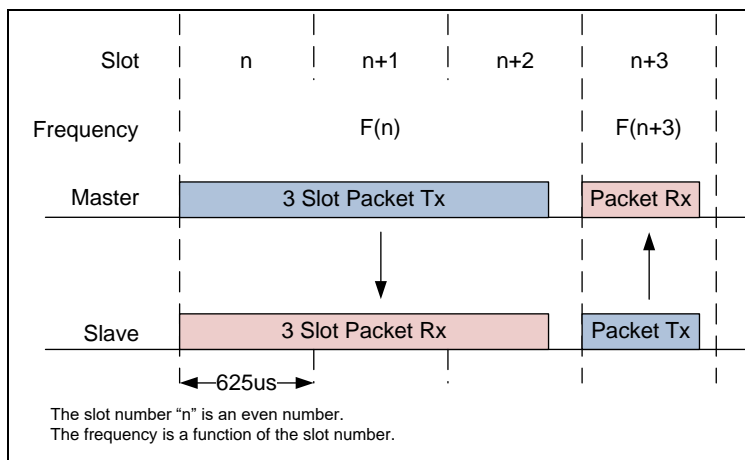 Slot n n+1 n+2 n+3
Frequency F(n) F(n+3)
Master 3 Slot Packet Tx Packet Rx
Slave 3 Slot Packet Rx Packet Tx
625us
The slot number “n” is an even number.
The frequency is a function of the slot number.